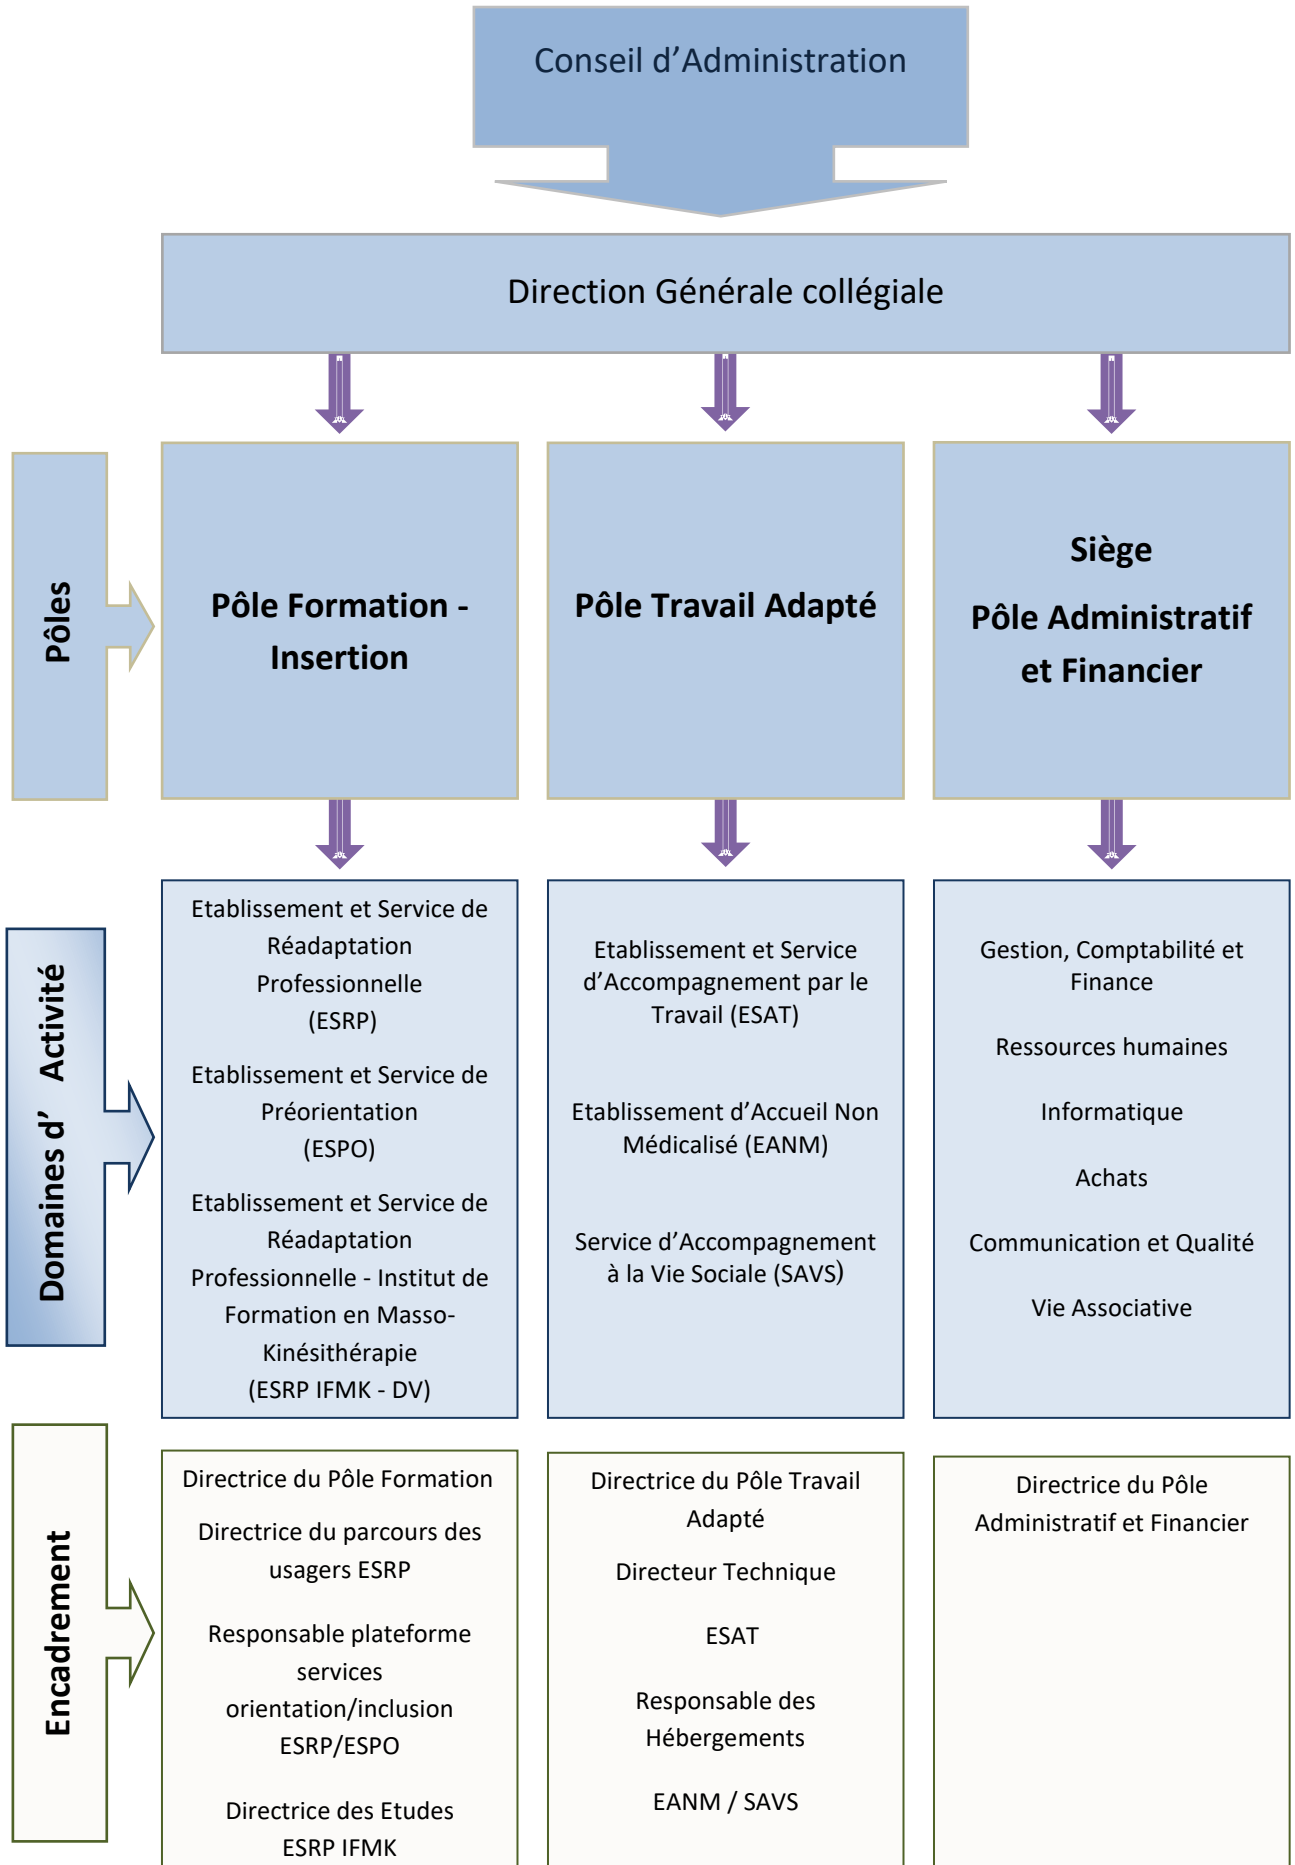 Conseil d’Administration
Direction Générale collégiale
Pôles
Pôle Formation -
Insertion
Pôle Travail Adapté
Siège
Pôle Administratif
et Financier
Domaines d’ Activité
Etablissement et Service de
Réadaptation
Professionnelle
(ESRP)
Etablissement et Service de
Préorientation
(ESPO)
Etablissement et Service de
Réadaptation
Professionnelle - Institut de
Formation en Masso-
Kinésithérapie
(ESRP IFMK - DV)
Etablissement et Service
d’Accompagnement par le
Travail (ESAT)
Etablissement d’Accueil Non
Médicalisé (EANM)
Service d’Accompagnement
à la Vie Sociale (SAVS)
Gestion, Comptabilité et
Finance
Ressources humaines
Informatique
Achats
Communication et Qualité
Vie Associative
Encadrement
Directrice du Pôle Formation
Directrice du parcours des
usagers ESRP
Responsable plateforme
services
orientation/inclusion
ESRP/ESPO
Directrice des Etudes
ESRP IFMK
Directrice du Pôle Travail
Adapté
Directeur Technique
ESAT
Responsable des
Hébergements
EANM / SAVS
Directrice du Pôle
Administratif et Financier